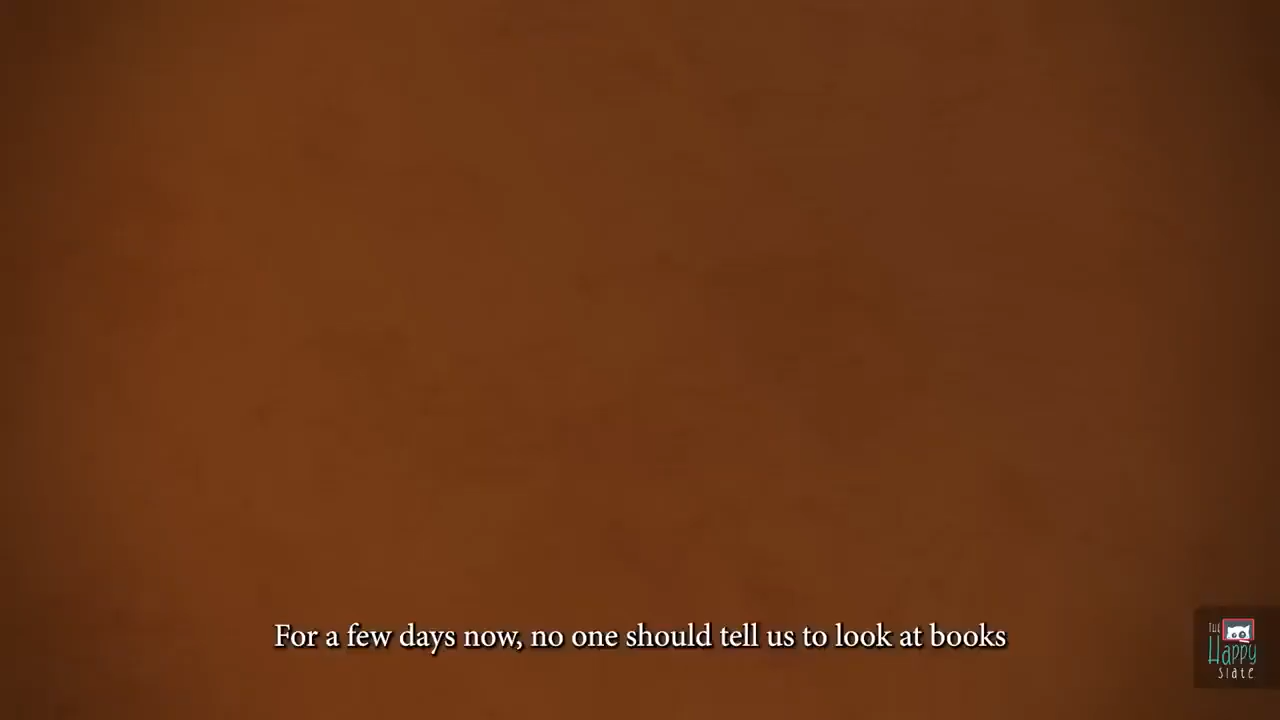 For a few days now, no one should tell us to look at books
THE
HAPPY
slate